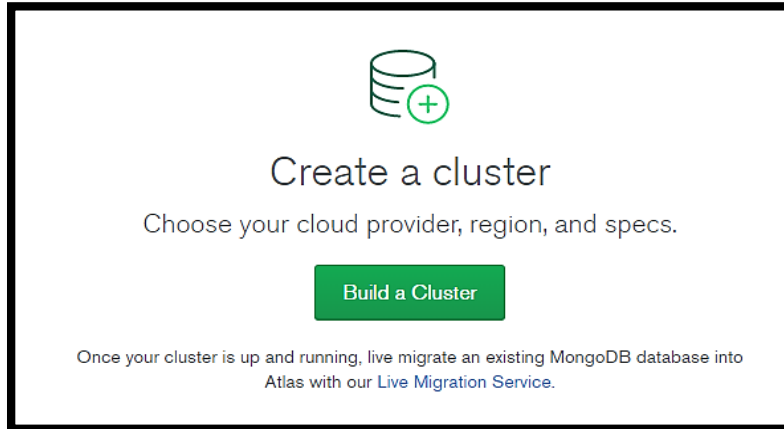 Create a cluster
Choose your cloud provider, region, and specs.
Build a Cluster
Once your cluster is up and running, live migrate an existing MongoDB database into
Atlas with our Live Migration Service.